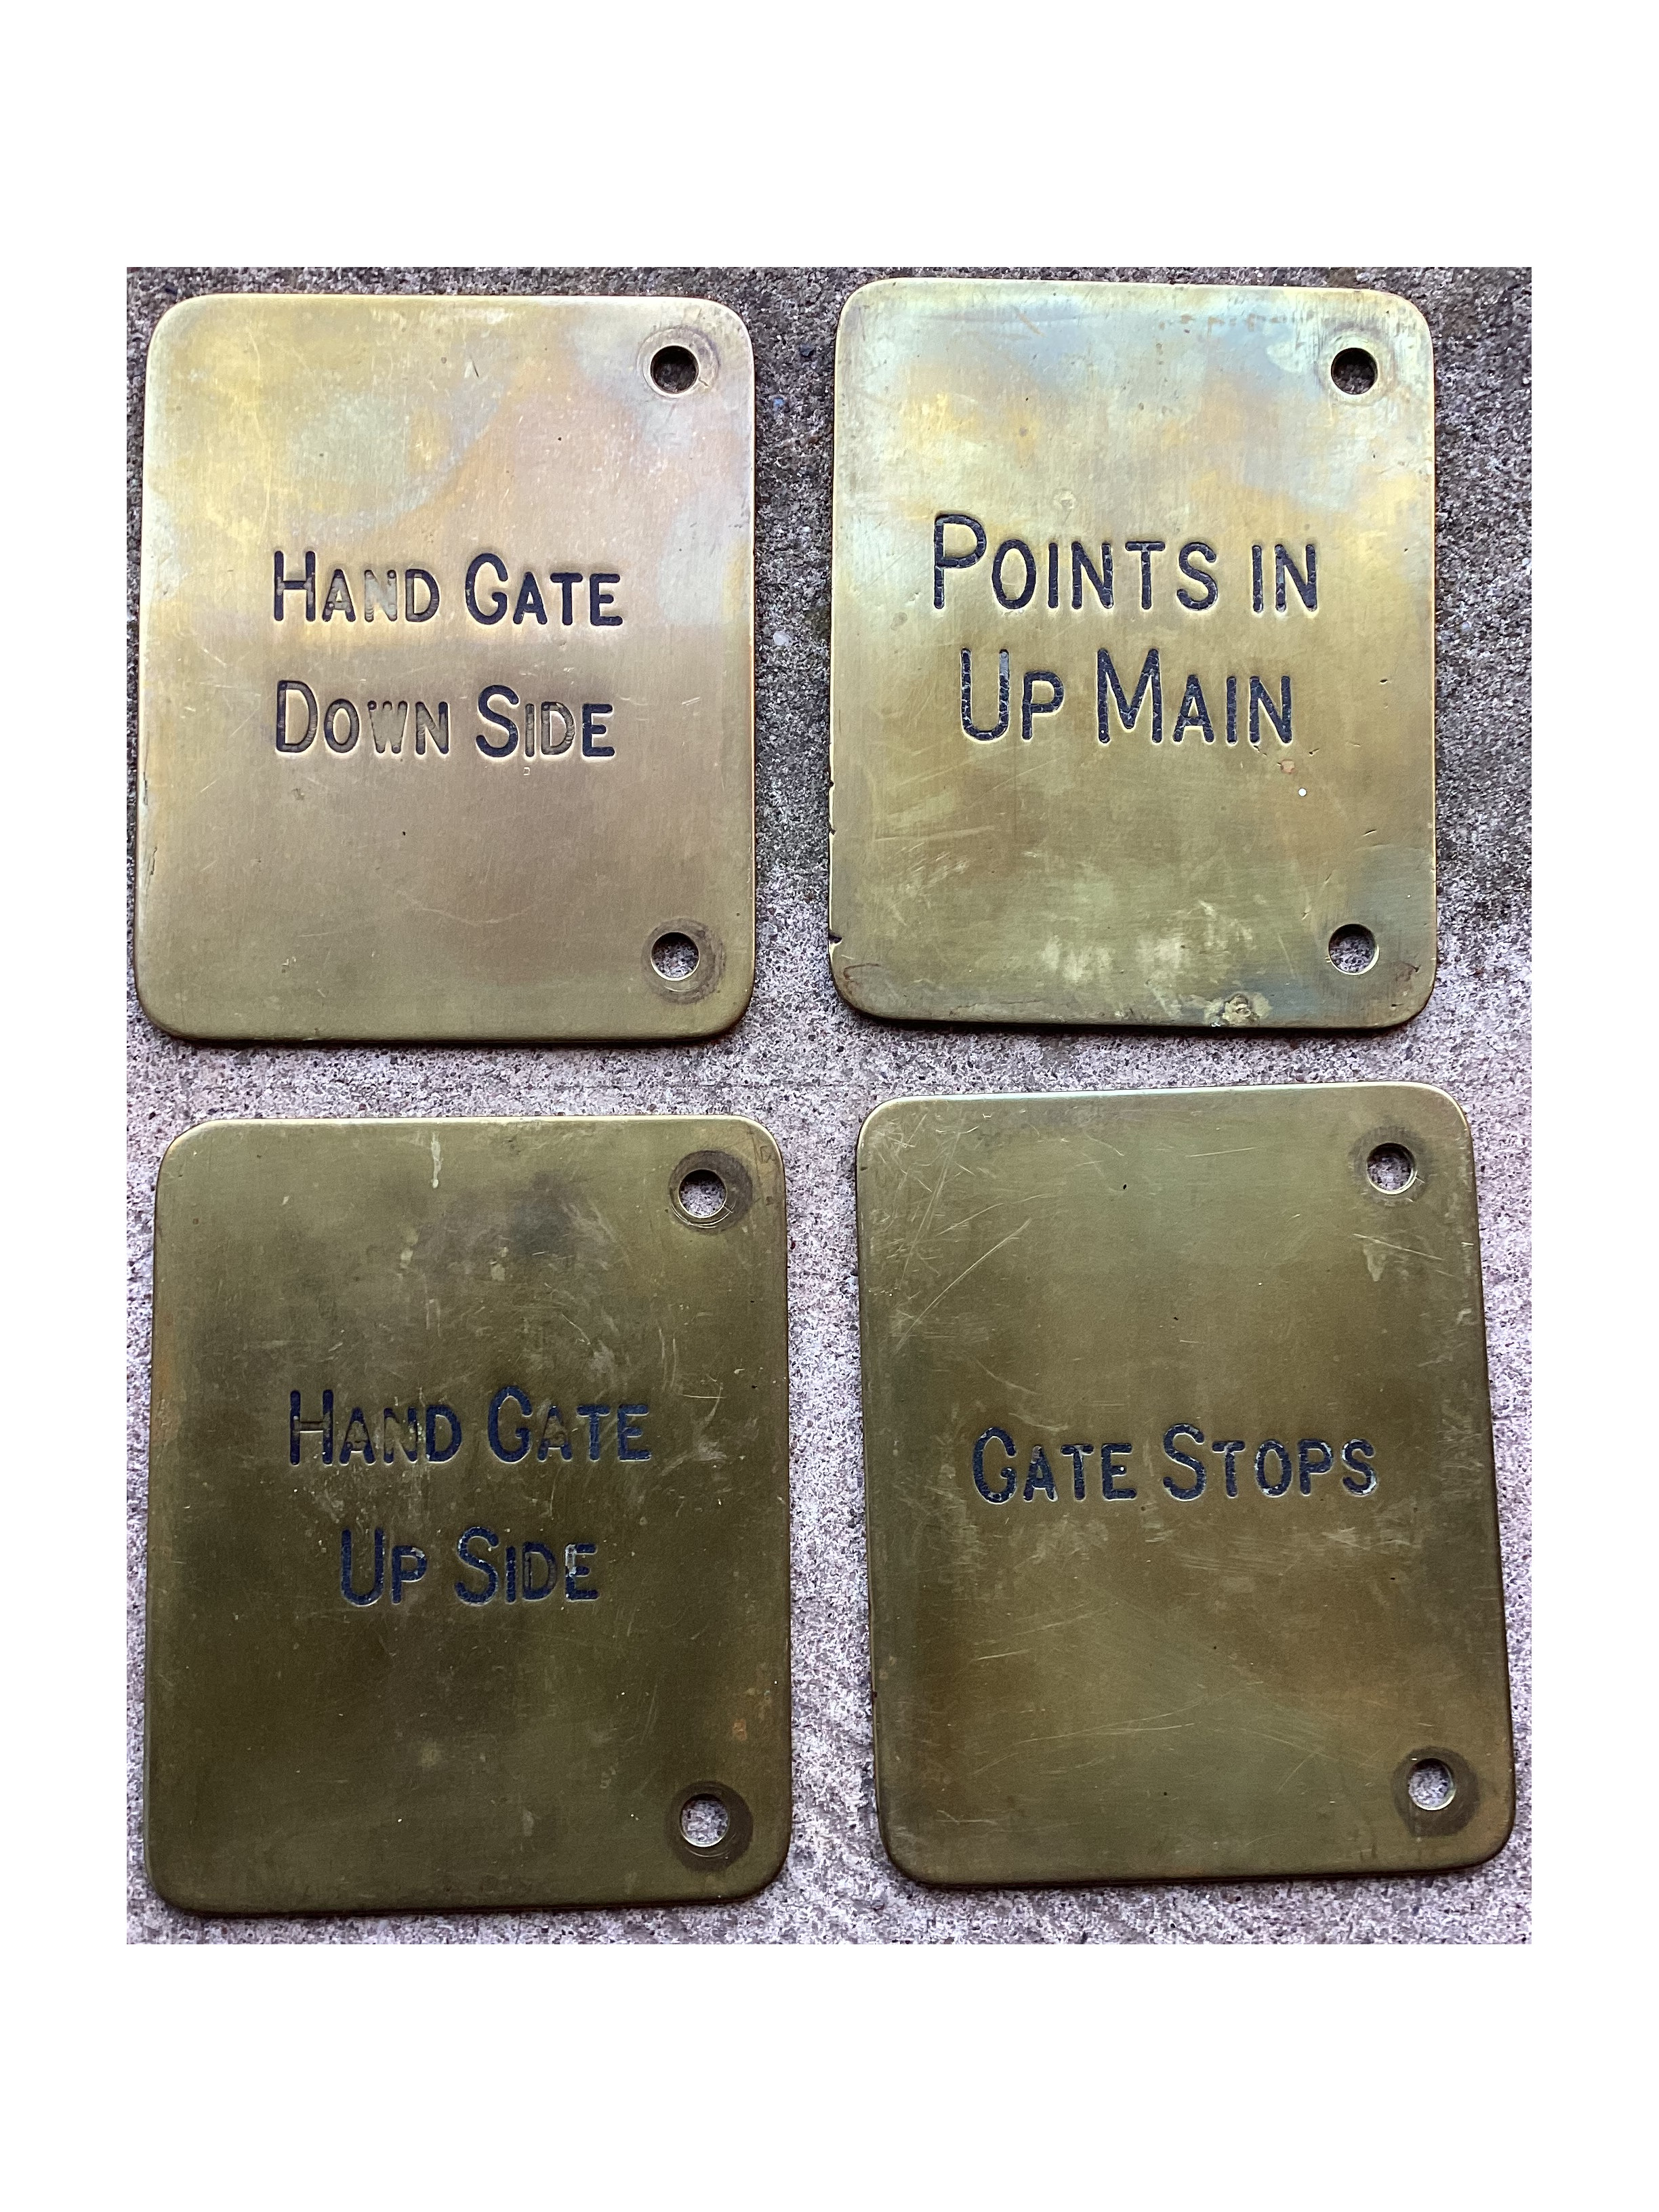 HAND GATE
DOWN SIDE
POINTS IN
UP MAIN
HAND GATE
UP SIDE
GATE STOPS